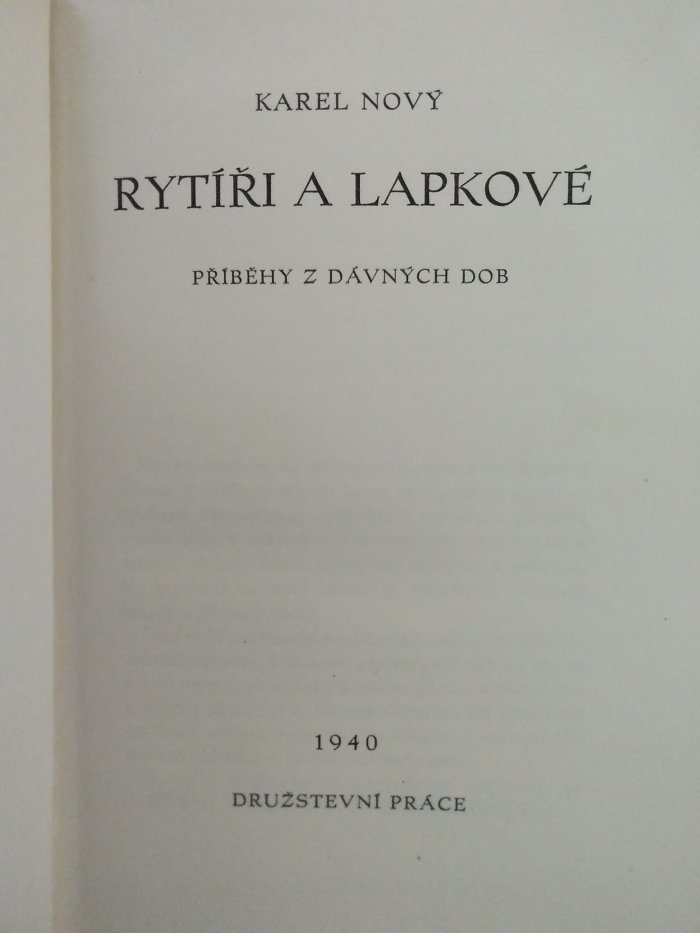 KAREL NOVÝ
RYTÍŘI A LAPKOVÉ
PŘÍBĚHY Z DÁVNÝCH DOB
1940
DRUŽSTEVNÍ PRÁCE